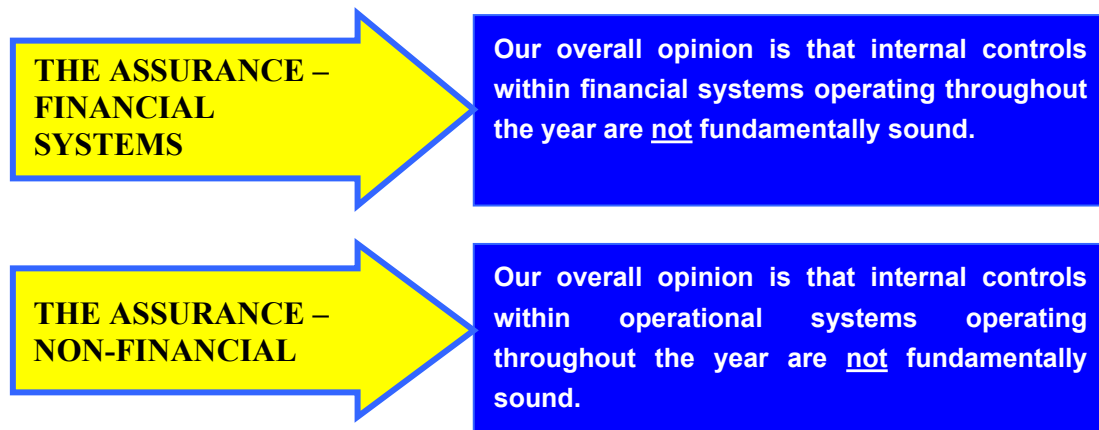 THE ASSURANCE –
FINANCIAL
SYSTEMS
Our overall opinion is that internal controls
within financial systems operating throughout
the year are not fundamentally sound.
THE ASSURANCE –
NON-FINANCIAL
Our overall opinion is that internal controls
within operational systems operating
throughout the year are not fundamentally
sound.